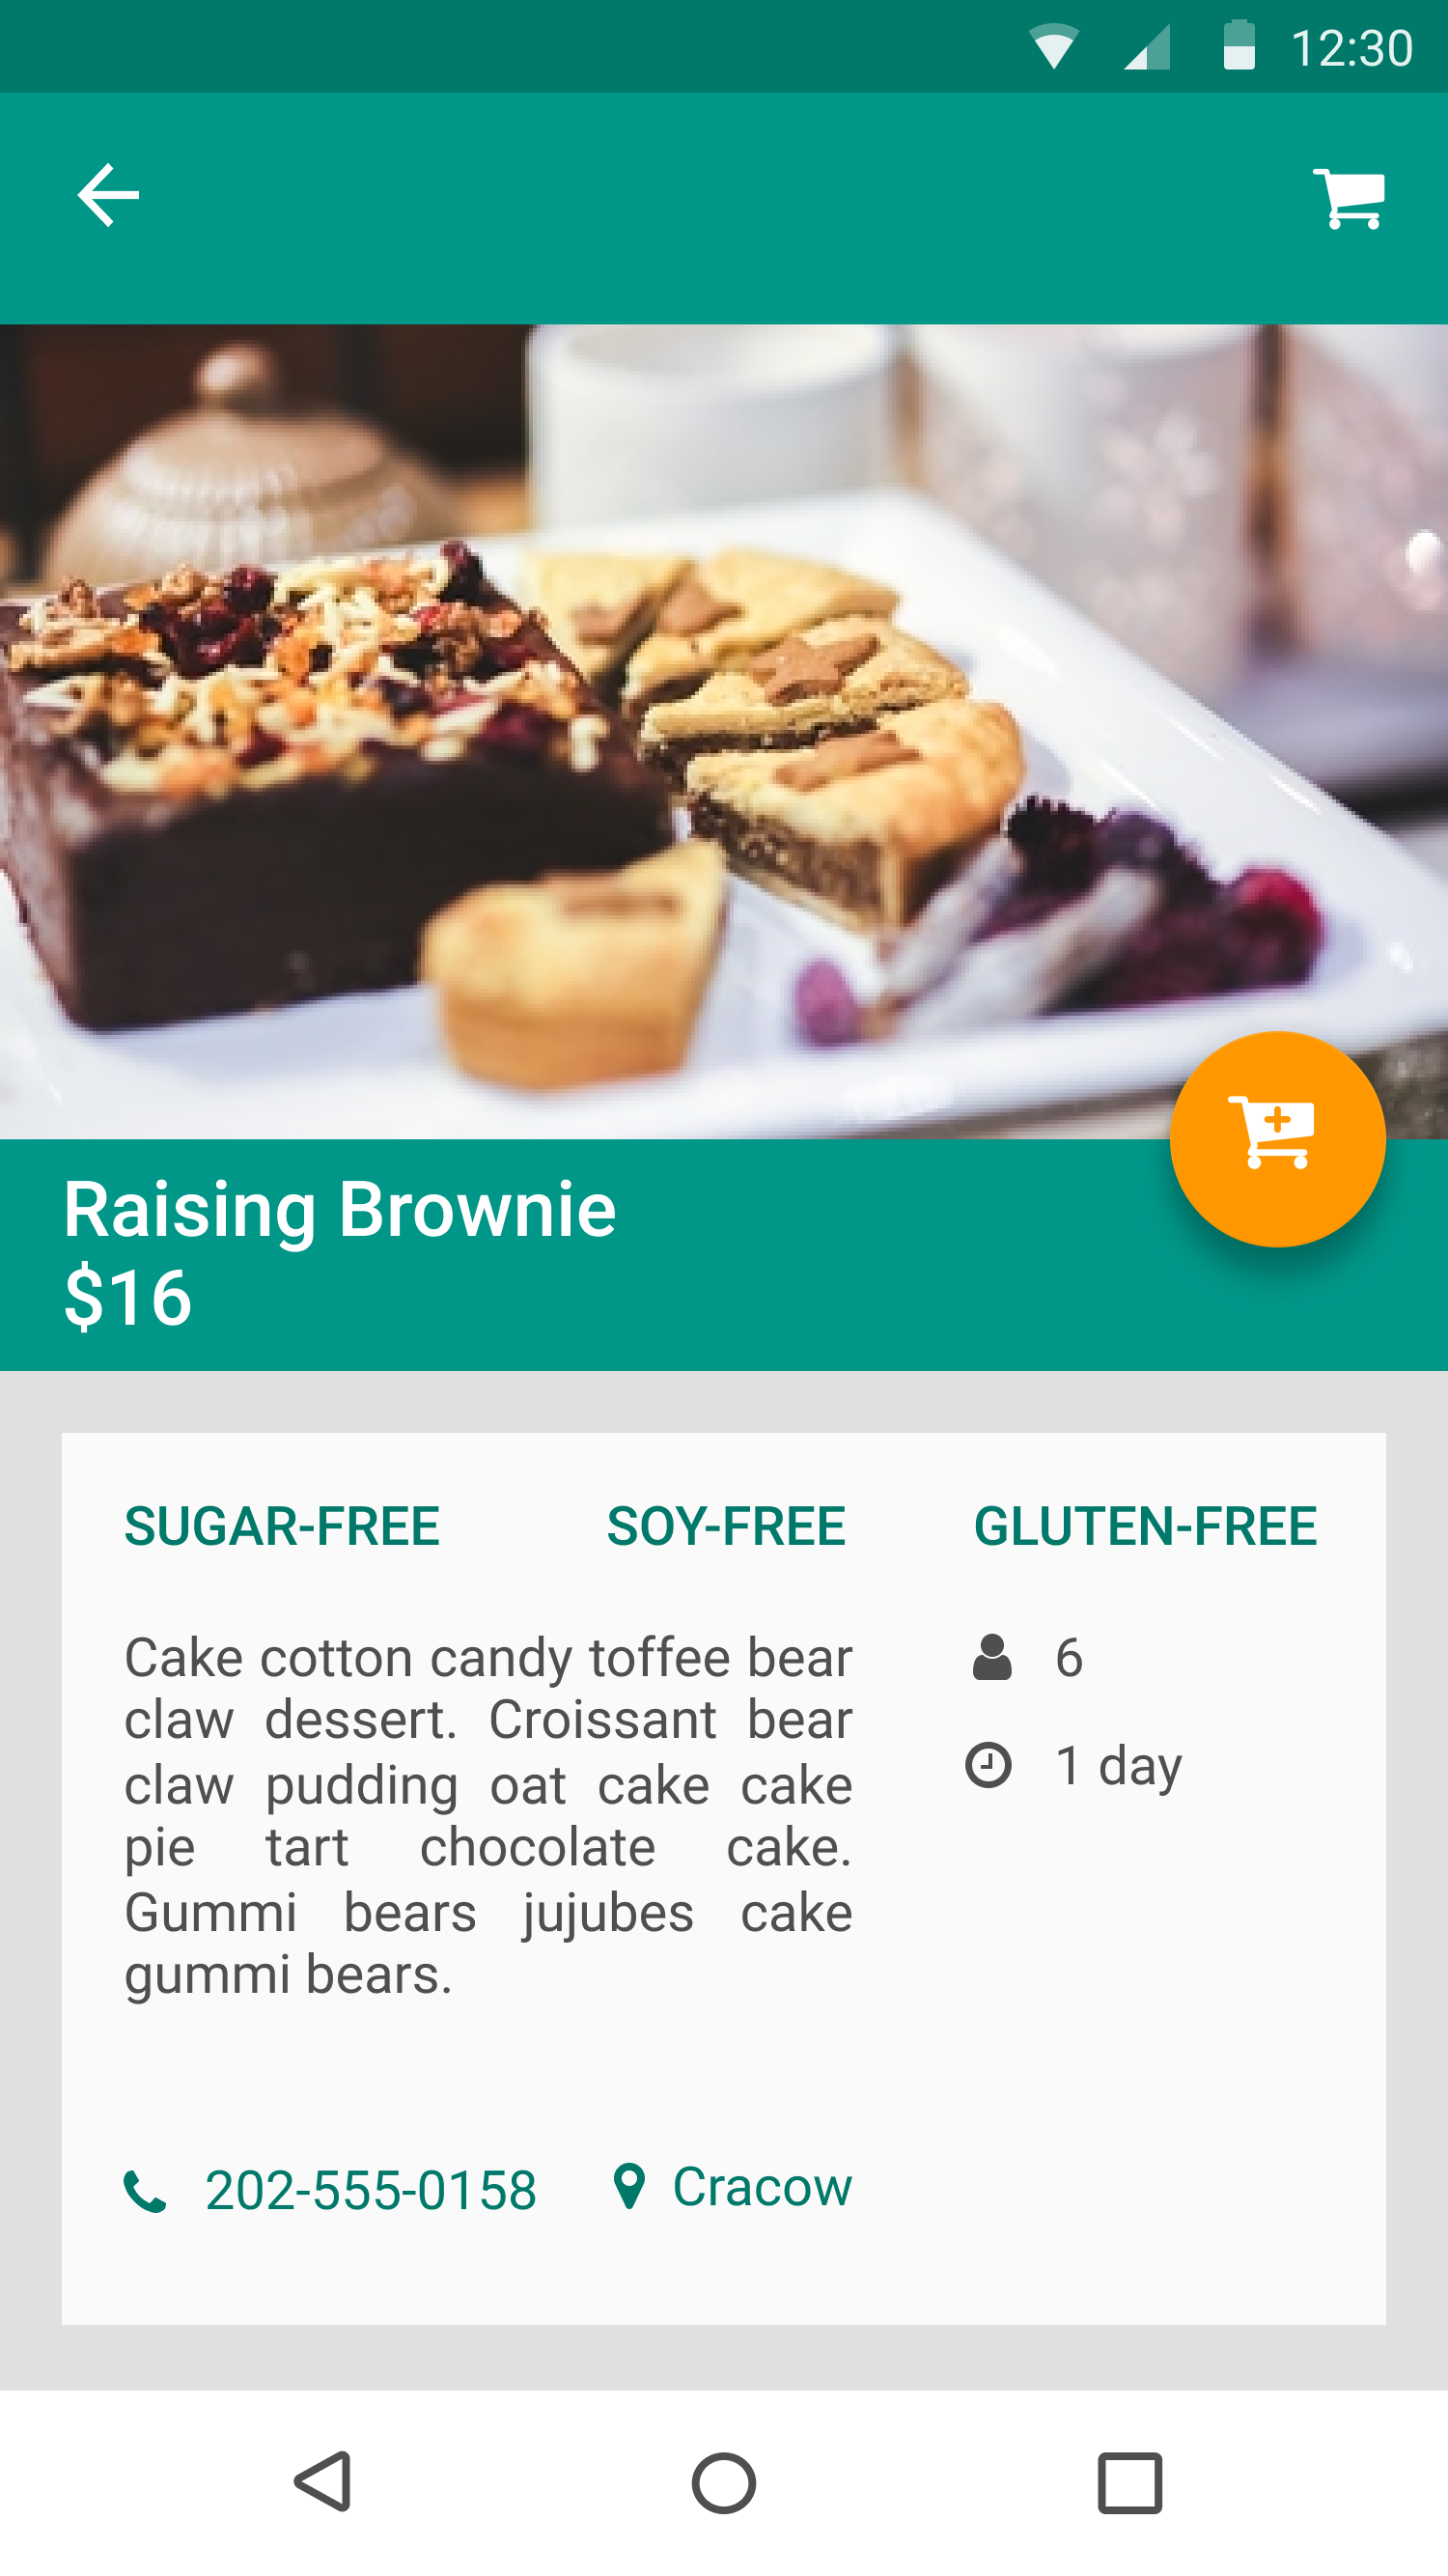 12:30
Raising Brownie
$16
SUGAR-FREE SOY-FREE GLUTEN-FREE
Cake cotton candy toffee bear
claw dessert. Croissant bear
claw pudding oat cake cake
pie tart chocolate cake.
Gummi bears jujubes cake
gummi bears.
6
1 day
202-555-0158 Cracow